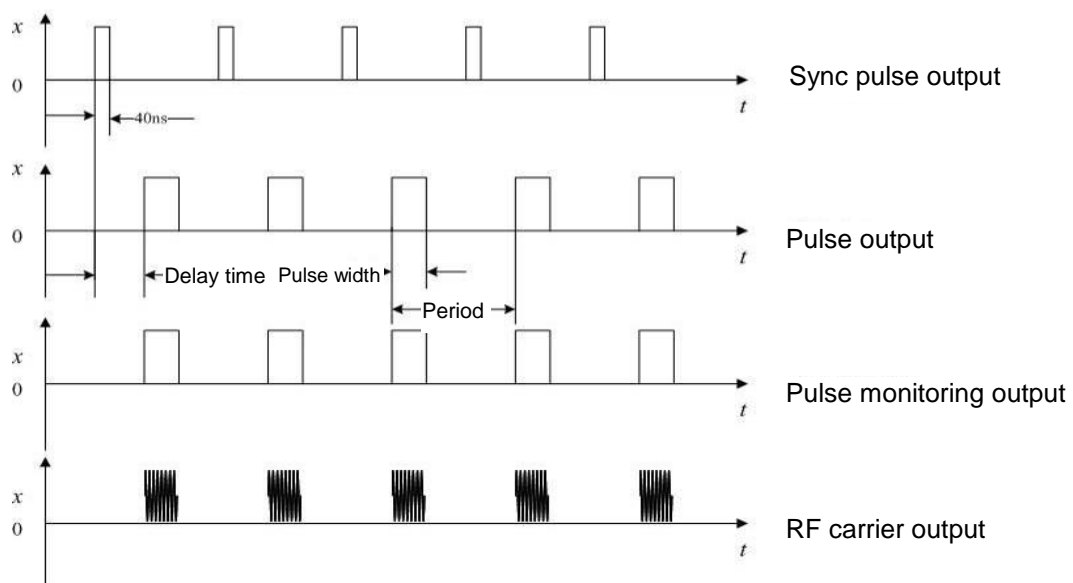 x
0
40ns
t
Sync pulse output
x
0
t
Pulse output
Delay time
Pulse width
Period
x
0
t
Pulse monitoring output
x
0
t
RF carrier output